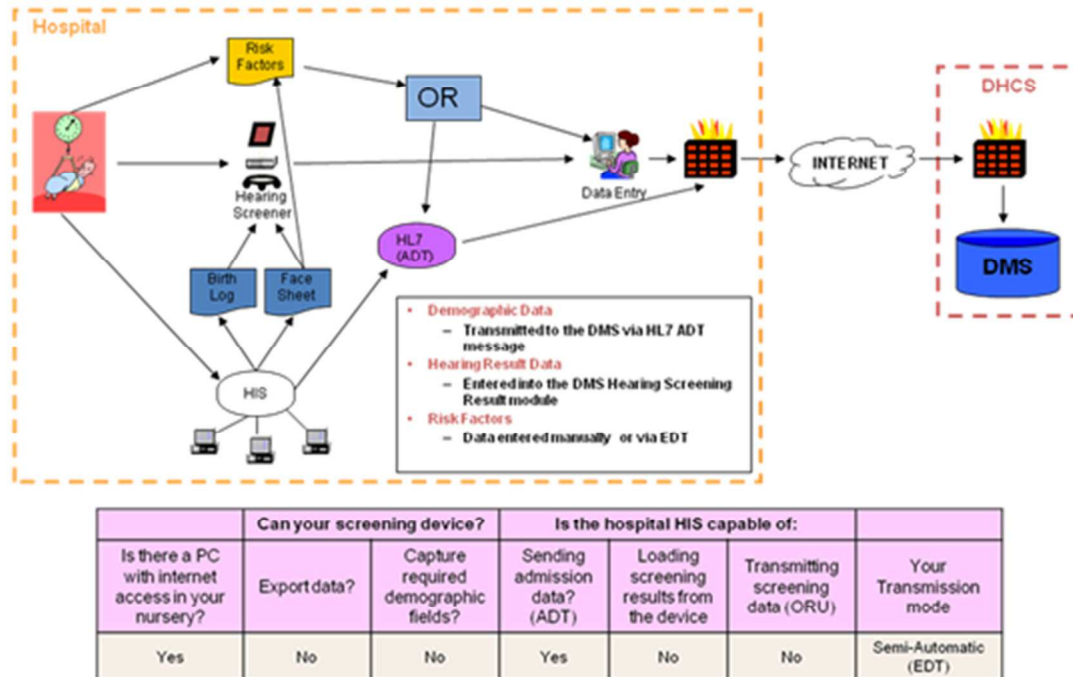 Hospital
Risk
Factors
OR
DHCS
Hearing
Screener
Data Entry
INTERNET
HL7
(ADT)
Birth
Log
Face
Sheet
DMS
HIS
• Demographic Data
– Transmitted to the DMS via HL7 ADT
message
• Hearing Result Data
– Entered into the DMS Hearing Screening
Result module
• Risk Factors
– Data entered manually or via EDT
Can your screening device?
Is the hospital HIS capable of:
Is there a PC
with internet
access in your
nursery?
Export data?
Capture
required
demographic
fields?
Sending
admission
data?
(ADT)
Loading
screening
results from
the device
Transmitting
screening
data (ORU)
Your
Transmission
mode
Yes
No
No
Yes
No
No
Semi-Automatic
(EDT)